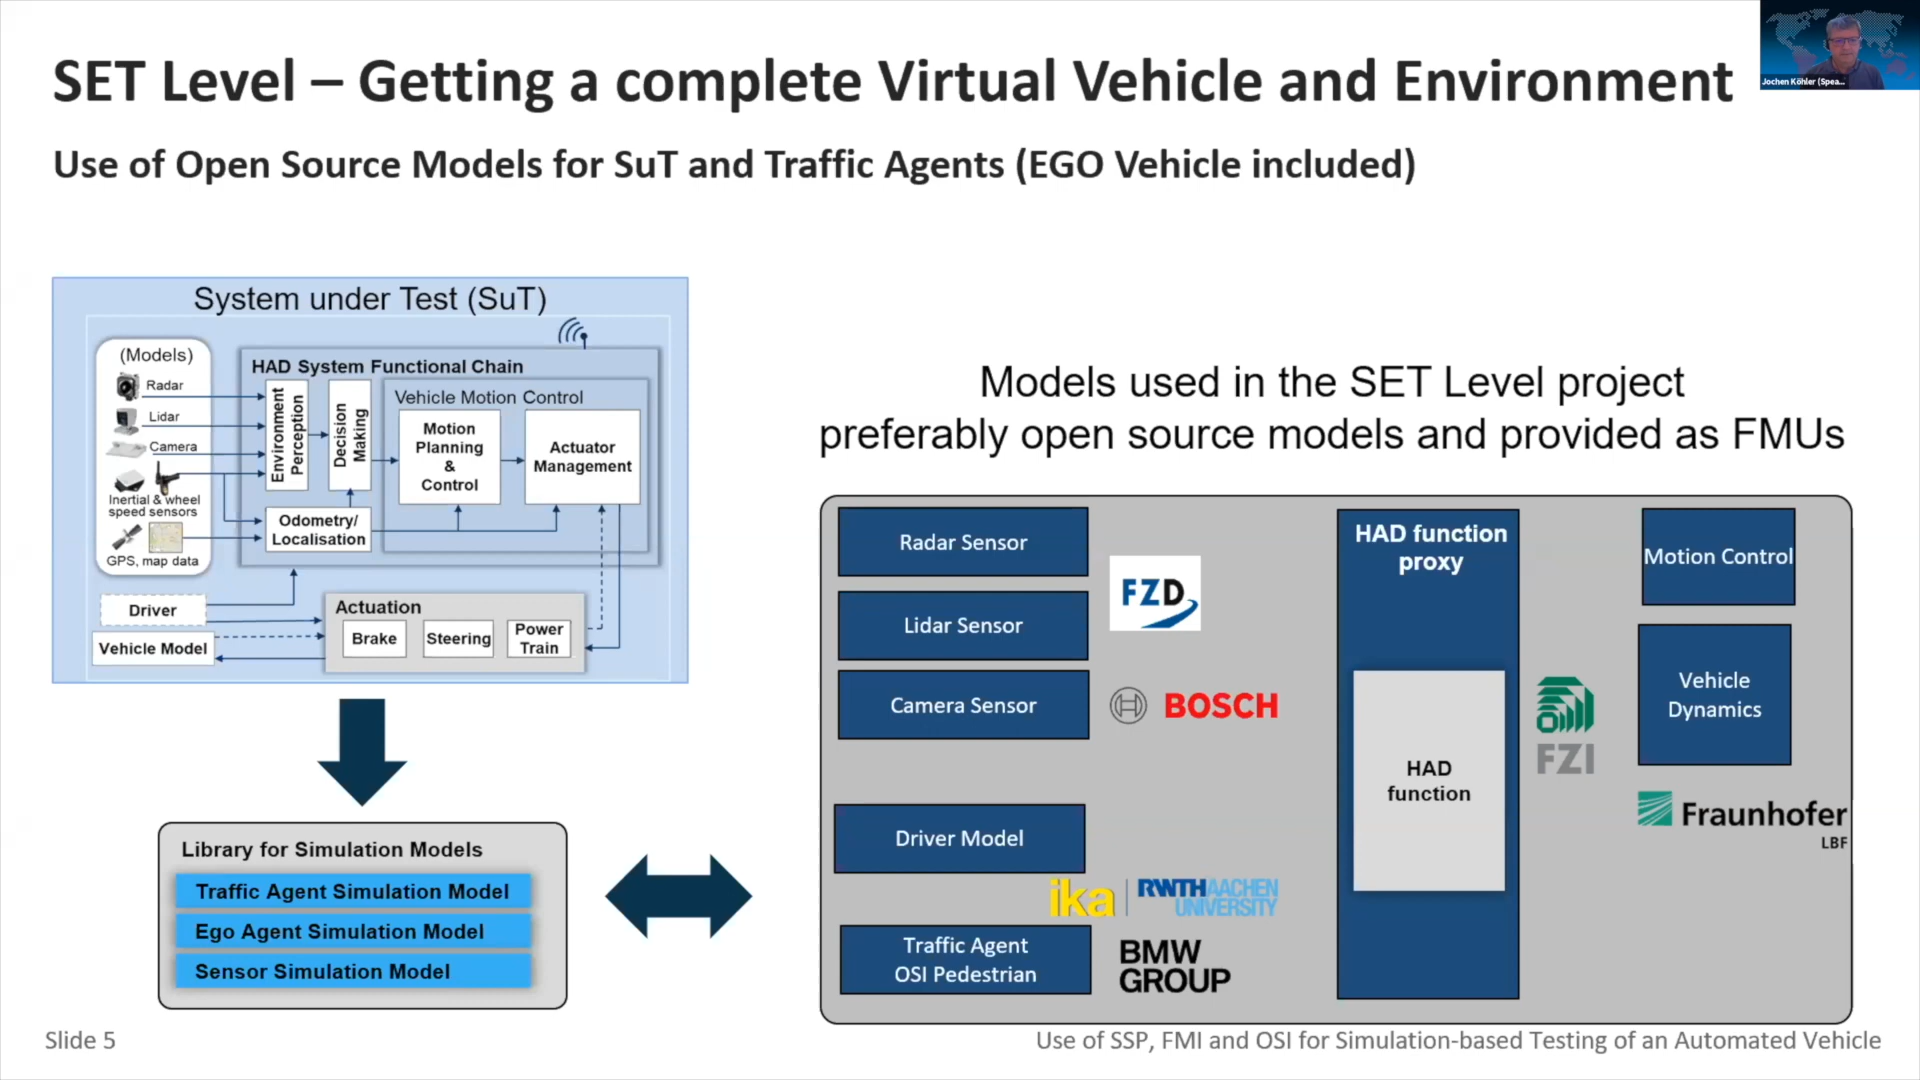 SET Level – Getting a complete Virtual Vehicle and Environment
Jochen Köhler (Spea...
Use of Open Source Models for SuT and Traffic Agents (EGO Vehicle included)
System under Test (SuT)
(Models)
Radar
Lidar
Camera
Inertial & wheel
speed sensors
GPS, map data
HAD System Functional Chain
Environment
Perception
Decision
Making
Vehicle Motion Control
Motion
Planning
&
Control
Actuator
Management
Odometry/
Localisation
Driver
Vehicle Model
Actuation
Brake
Steering
Power
Train
Library for Simulation Models
Traffic Agent Simulation Model
Ego Agent Simulation Model
Sensor Simulation Model
Models used in the SET Level project
preferably open source models and provided as FMUs
Radar Sensor
Lidar Sensor
FZD
Camera Sensor
BOSCH
Driver Model
ika
RWTH AACHEN
UNIVERSITY
Traffic Agent
OSI Pedestrian
BMW
GROUP
HAD function
proxy
HAD
function
FZI
Motion Control
Vehicle
Dynamics
Fraunhofer
LBF
Slide 5
Use of SSP, FMI and OSI for Simulation-based Testing of an Automated Vehicle